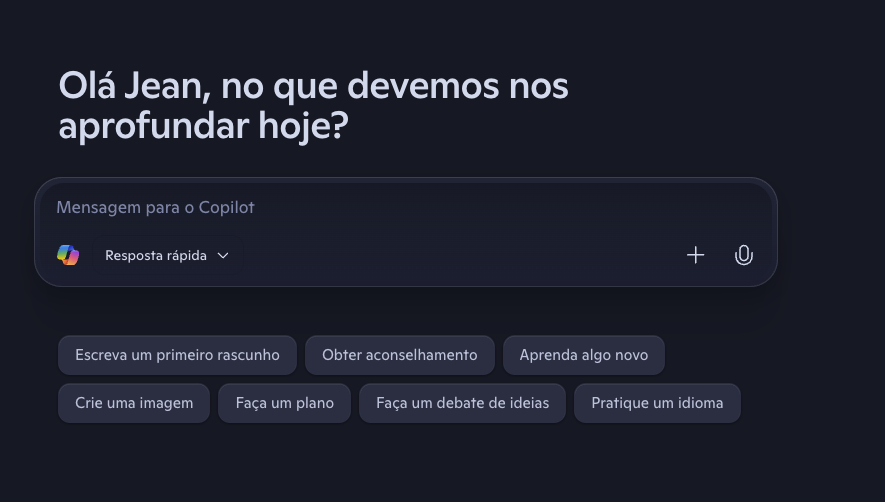 Olá Jean, no que devemos nos
aprofundar hoje?
Mensagem para o Copilot
Resposta rápida
Escreva um primeiro rascunho
Obter aconselhamento
Aprenda algo novo
Crie uma imagem
Faça um plano
Faça um debate de ideias
Pratique um idioma